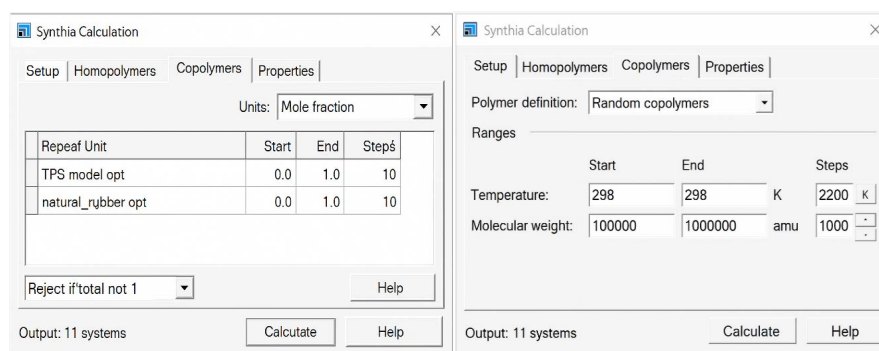 Synthia Calculation
Setup Homopolymers Copolymers Properties
Units: Mole fraction
Repeaf Unit Start End Stepś
TPS model opt 0.0 1.0 10
natural_rybber opt 0.0 1.0 10
Reject if'total not 1 Help
Output: 11 systems Calcutate Help
Synthia Calculation
Setup Homopolymers Copolymers Properties
Polymer definition: Random copolymers
Ranges
Start End Steps
Temperature: 298 298 K 2200 K
Molecular weight: 100000 1000000 amu 1000
Output: 11 systems Calculate Help